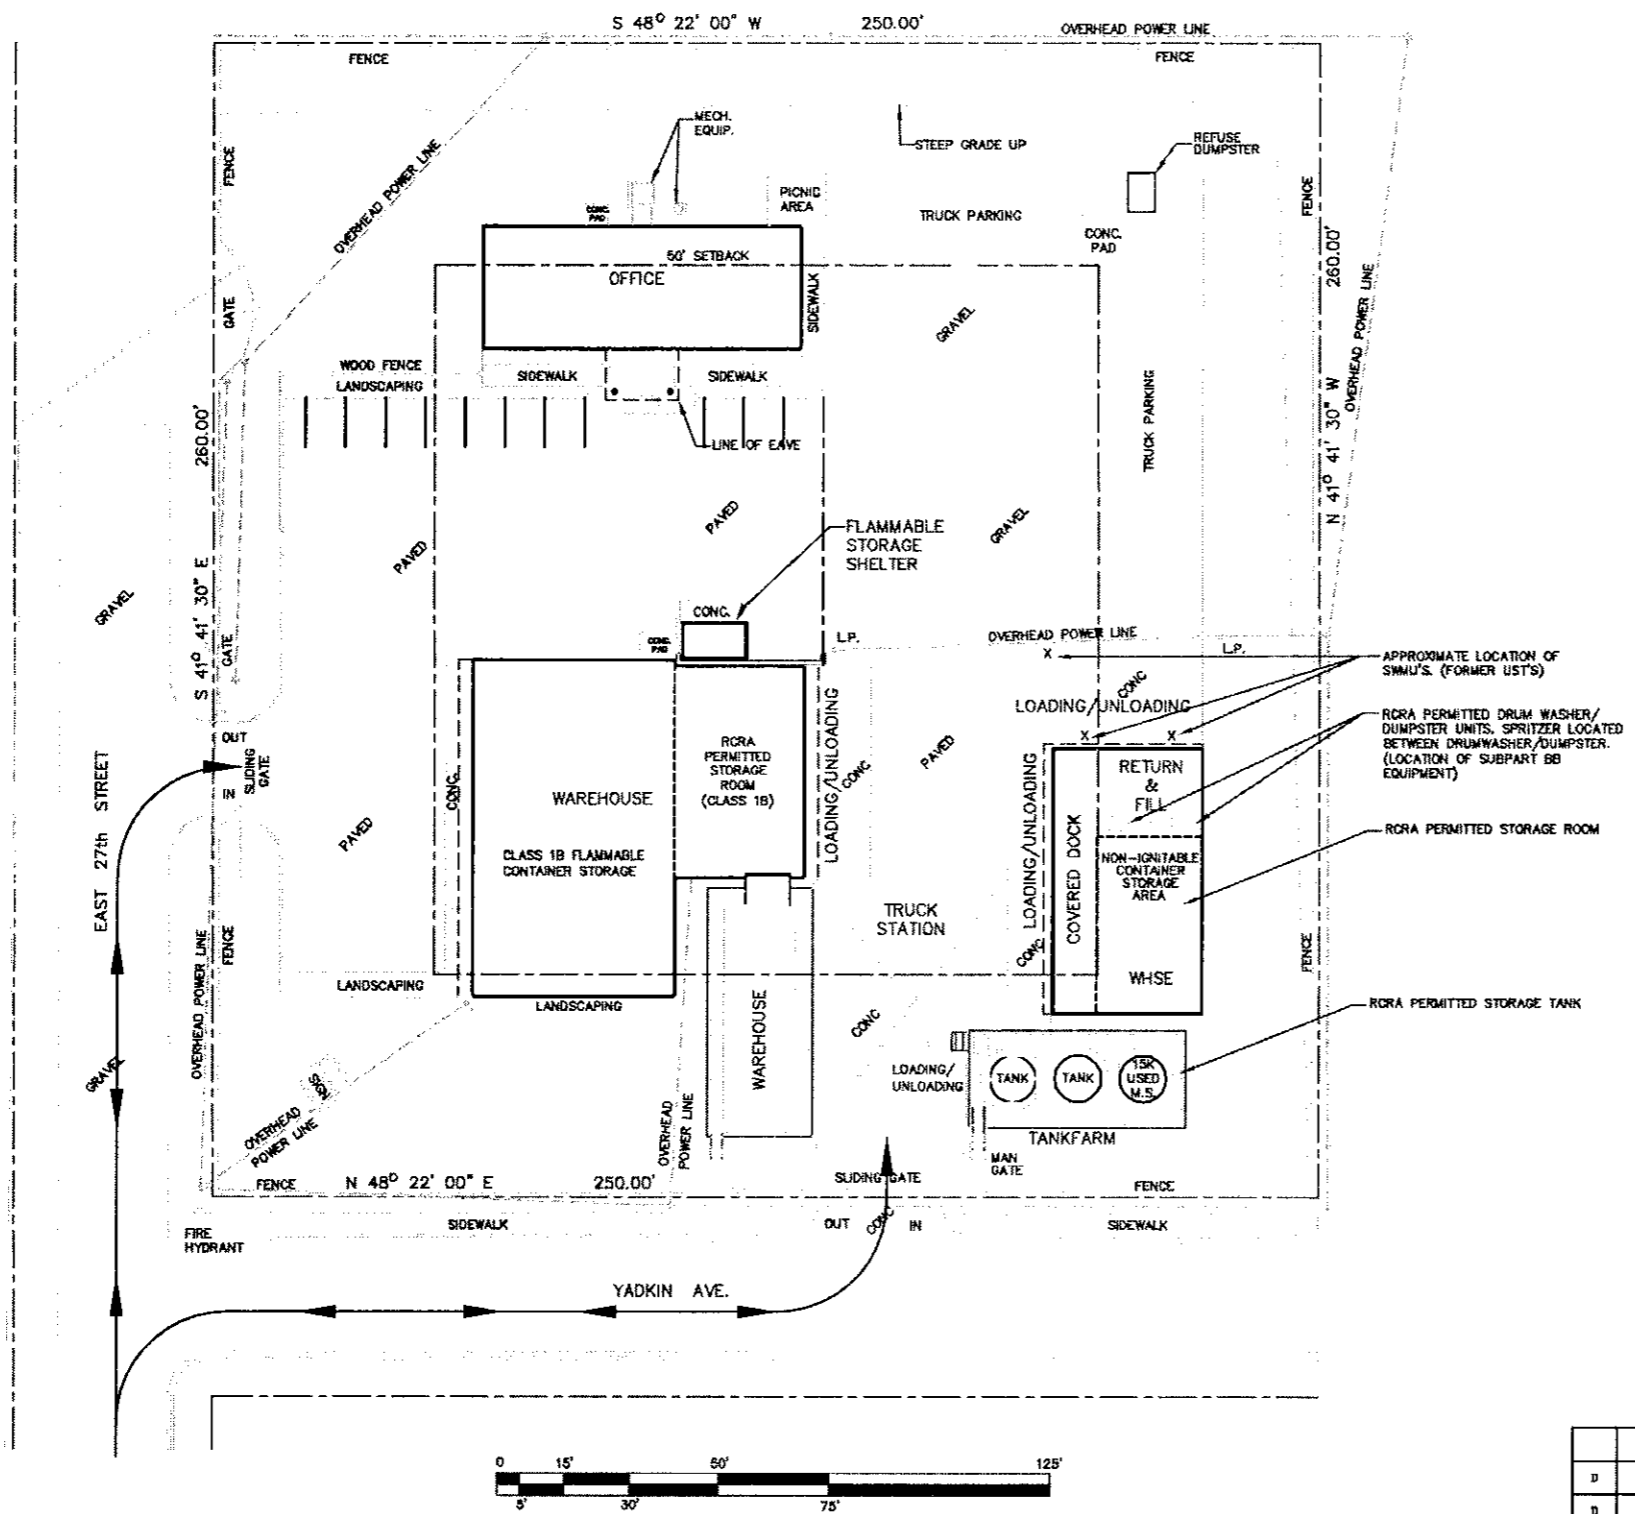 S 48° 22' 00" W 250.00'
OVERHEAD POWER LINE
FENCE
FENCE
MECH.
EQUIP.
STEEP GRADE UP
REFUSE
DUMPSTER
FENCE
OVERHEAD POWER LINE
FENCE
PICNIC
AREA
CONC.
PAD
TRUCK PARKING
CONC.
PAD
50' SETBACK
OFFICE
SIDEWALK
260.00'
OVERHEAD POWER LINE
GATE
GRAVEL
WOOD FENCE
LANDSCAPING
SIDEWALK
SIDEWALK
TRUCK PARKING
N 41° 41' 30" W
260.00'
LINE OF EAVE
PAVED
PAVED
GRAVEL
FLAMMABLE
STORAGE
SHELTER
S 41° 41' 30" E
GRAVEL
CONC.
CONC.
PAD
L.P.
OVERHEAD POWER LINE
L.P.
GATE
APPROXIMATE LOCATION OF
SWMU'S. (FORMER UST'S)
CONC
LOADING/UNLOADING
RCRA PERMITTED DRUM WASHER/
DUMPSTER UNITS. SPRITZER LOCATED
BETWEEN DRUMWASHER/DUMPSTER.
(LOCATION OF SUBPART BB
EQUIPMENT)
OUT
SLIDING
GATE
IN
EAST 27th STREET
CONC
WAREHOUSE
RCRA
PERMITTED
STORAGE
ROOM
(CLASS 1B)
LOADING/UNLOADING
CONC
PAVED
LOADING/UNLOADING
RETURN
&
FILL
COVERED DOCK
PAVED
CLASS 1B FLAMMABLE
CONTAINER STORAGE
NON-IGNITABLE
CONTAINER
STORAGE
AREA
RCRA PERMITTED STORAGE ROOM
TRUCK
STATION
FENCE
OVERHEAD POWER LINE
CONC
FENCE
WHSE
LANDSCAPING
LANDSCAPING
RCRA PERMITTED STORAGE TANK
WAREHOUSE
CONC
GRAVEL
SIGN
LOADING/
UNLOADING
TANK
TANK
15K
USED
M.S.
TANKFARM
OVERHEAD
POWER LINE
OVERHEAD
POWER LINE
MAN
GATE
FENCE
N 48° 22' 00" E 250.00'
SLIDING GATE
FENCE
FIRE
HYDRANT
SIDEWALK
OUT
CONC
IN
SIDEWALK
YADKIN AVE.
0 15' 50' 125'
5' 30' 75'
D
D